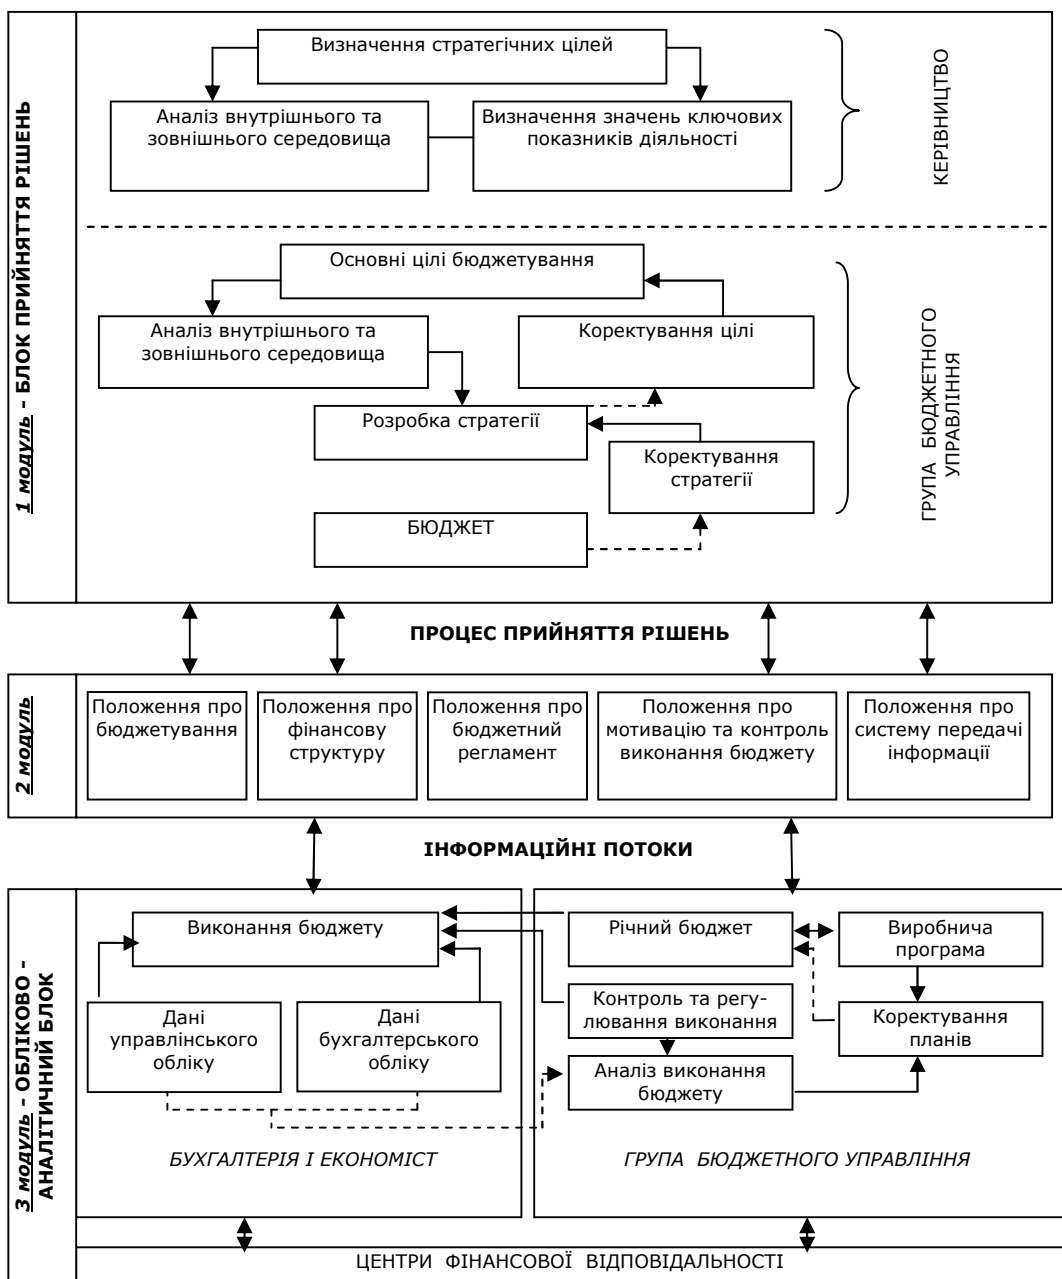 1 модуль - БЛОК ПРИЙНЯТТЯ РІШЕНЬ
Визначення стратегічних цілей
Аналіз внутрішнього та
зовнішнього середовища
Визначення значень ключових
показників діяльності
КЕРІВНИЦТВО
Основні цілі бюджетування
Аналіз внутрішнього та
зовнішнього середовища
Коректування цілі
Розробка стратегії
Коректування
стратегії
БЮДЖЕТ
ГРУПА БЮДЖЕТНОГО
УПРАВЛІННЯ
ПРОЦЕС ПРИЙНЯТТЯ РІШЕНЬ
2 модуль
Положення про
бюджетування
Положення про
фінансову
структуру
Положення про
бюджетний
регламент
Положення про
мотивацію та контроль
виконання бюджету
Положення про
систему передачі
інформації
ІНФОРМАЦІЙНІ ПОТОКИ
3 модуль - ОБЛІКОВО –
АНАЛІТИЧНИЙ БЛОК
Виконання бюджету
Дані
управлінського
обліку
Дані
бухгалтерського
обліку
БУХГАЛТЕРІЯ І ЕКОНОМІСТ
Річний бюджет
Виробнича
програма
Контроль та регу-
лювання виконання
Коректування
планів
Аналіз виконання
бюджету
ГРУПА БЮДЖЕТНОГО УПРАВЛІННЯ
ЦЕНТРИ ФІНАНСОВОЇ ВІДПОВІДАЛЬНОСТІ